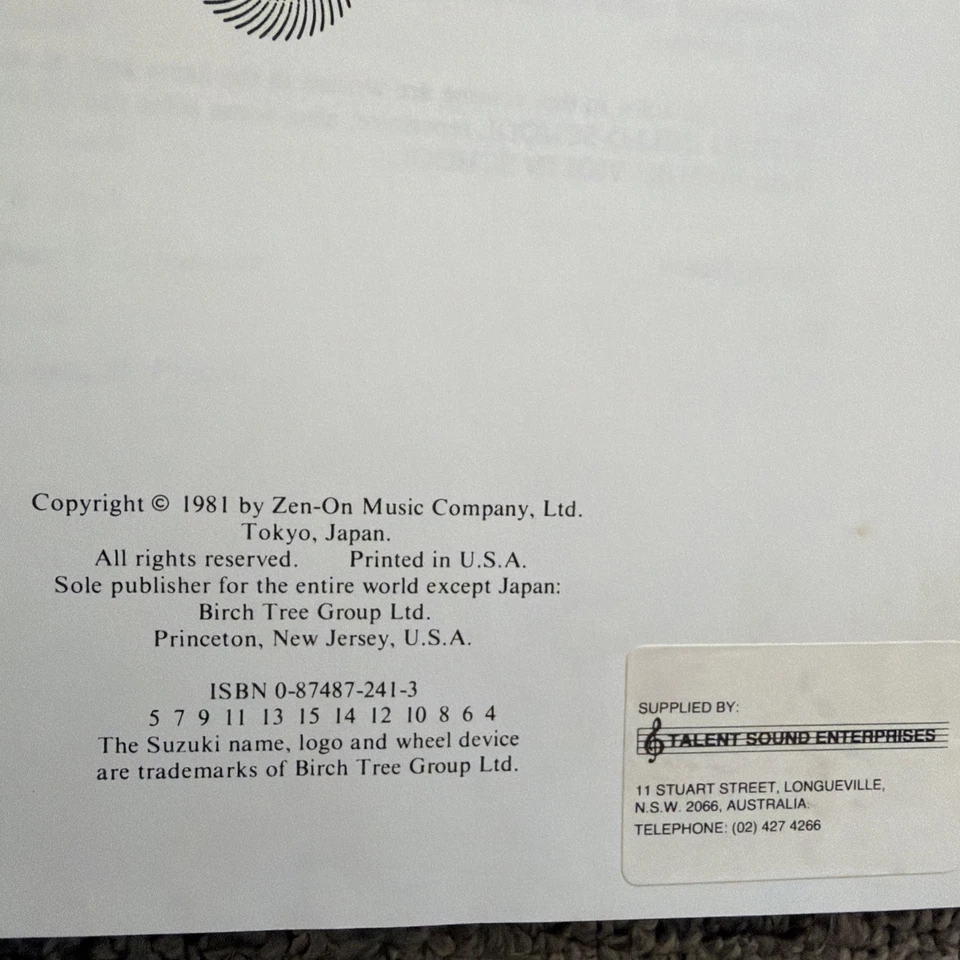 Copyright © 1981 by Zen-On Music Company, Ltd.
Tokyo, Japan.
All rights reserved. Printed in U.S.A.
Sole publisher for the entire world except Japan:
Birch Tree Group Ltd.
Princeton, New Jersey, U.S.A.
ISBN 0-87487-241-3
5 7 9 11 13 15 14 12 10 8 6 4
The Suzuki name, logo and wheel device
are trademarks of Birch Tree Group Ltd.
SUPPLIED BY:
TALENT SOUND ENTERPRISES
11 STUART STREET, LONGUEVILLE,
N.S.W. 2066, AUSTRALIA.
TELEPHONE: (02) 427 4266